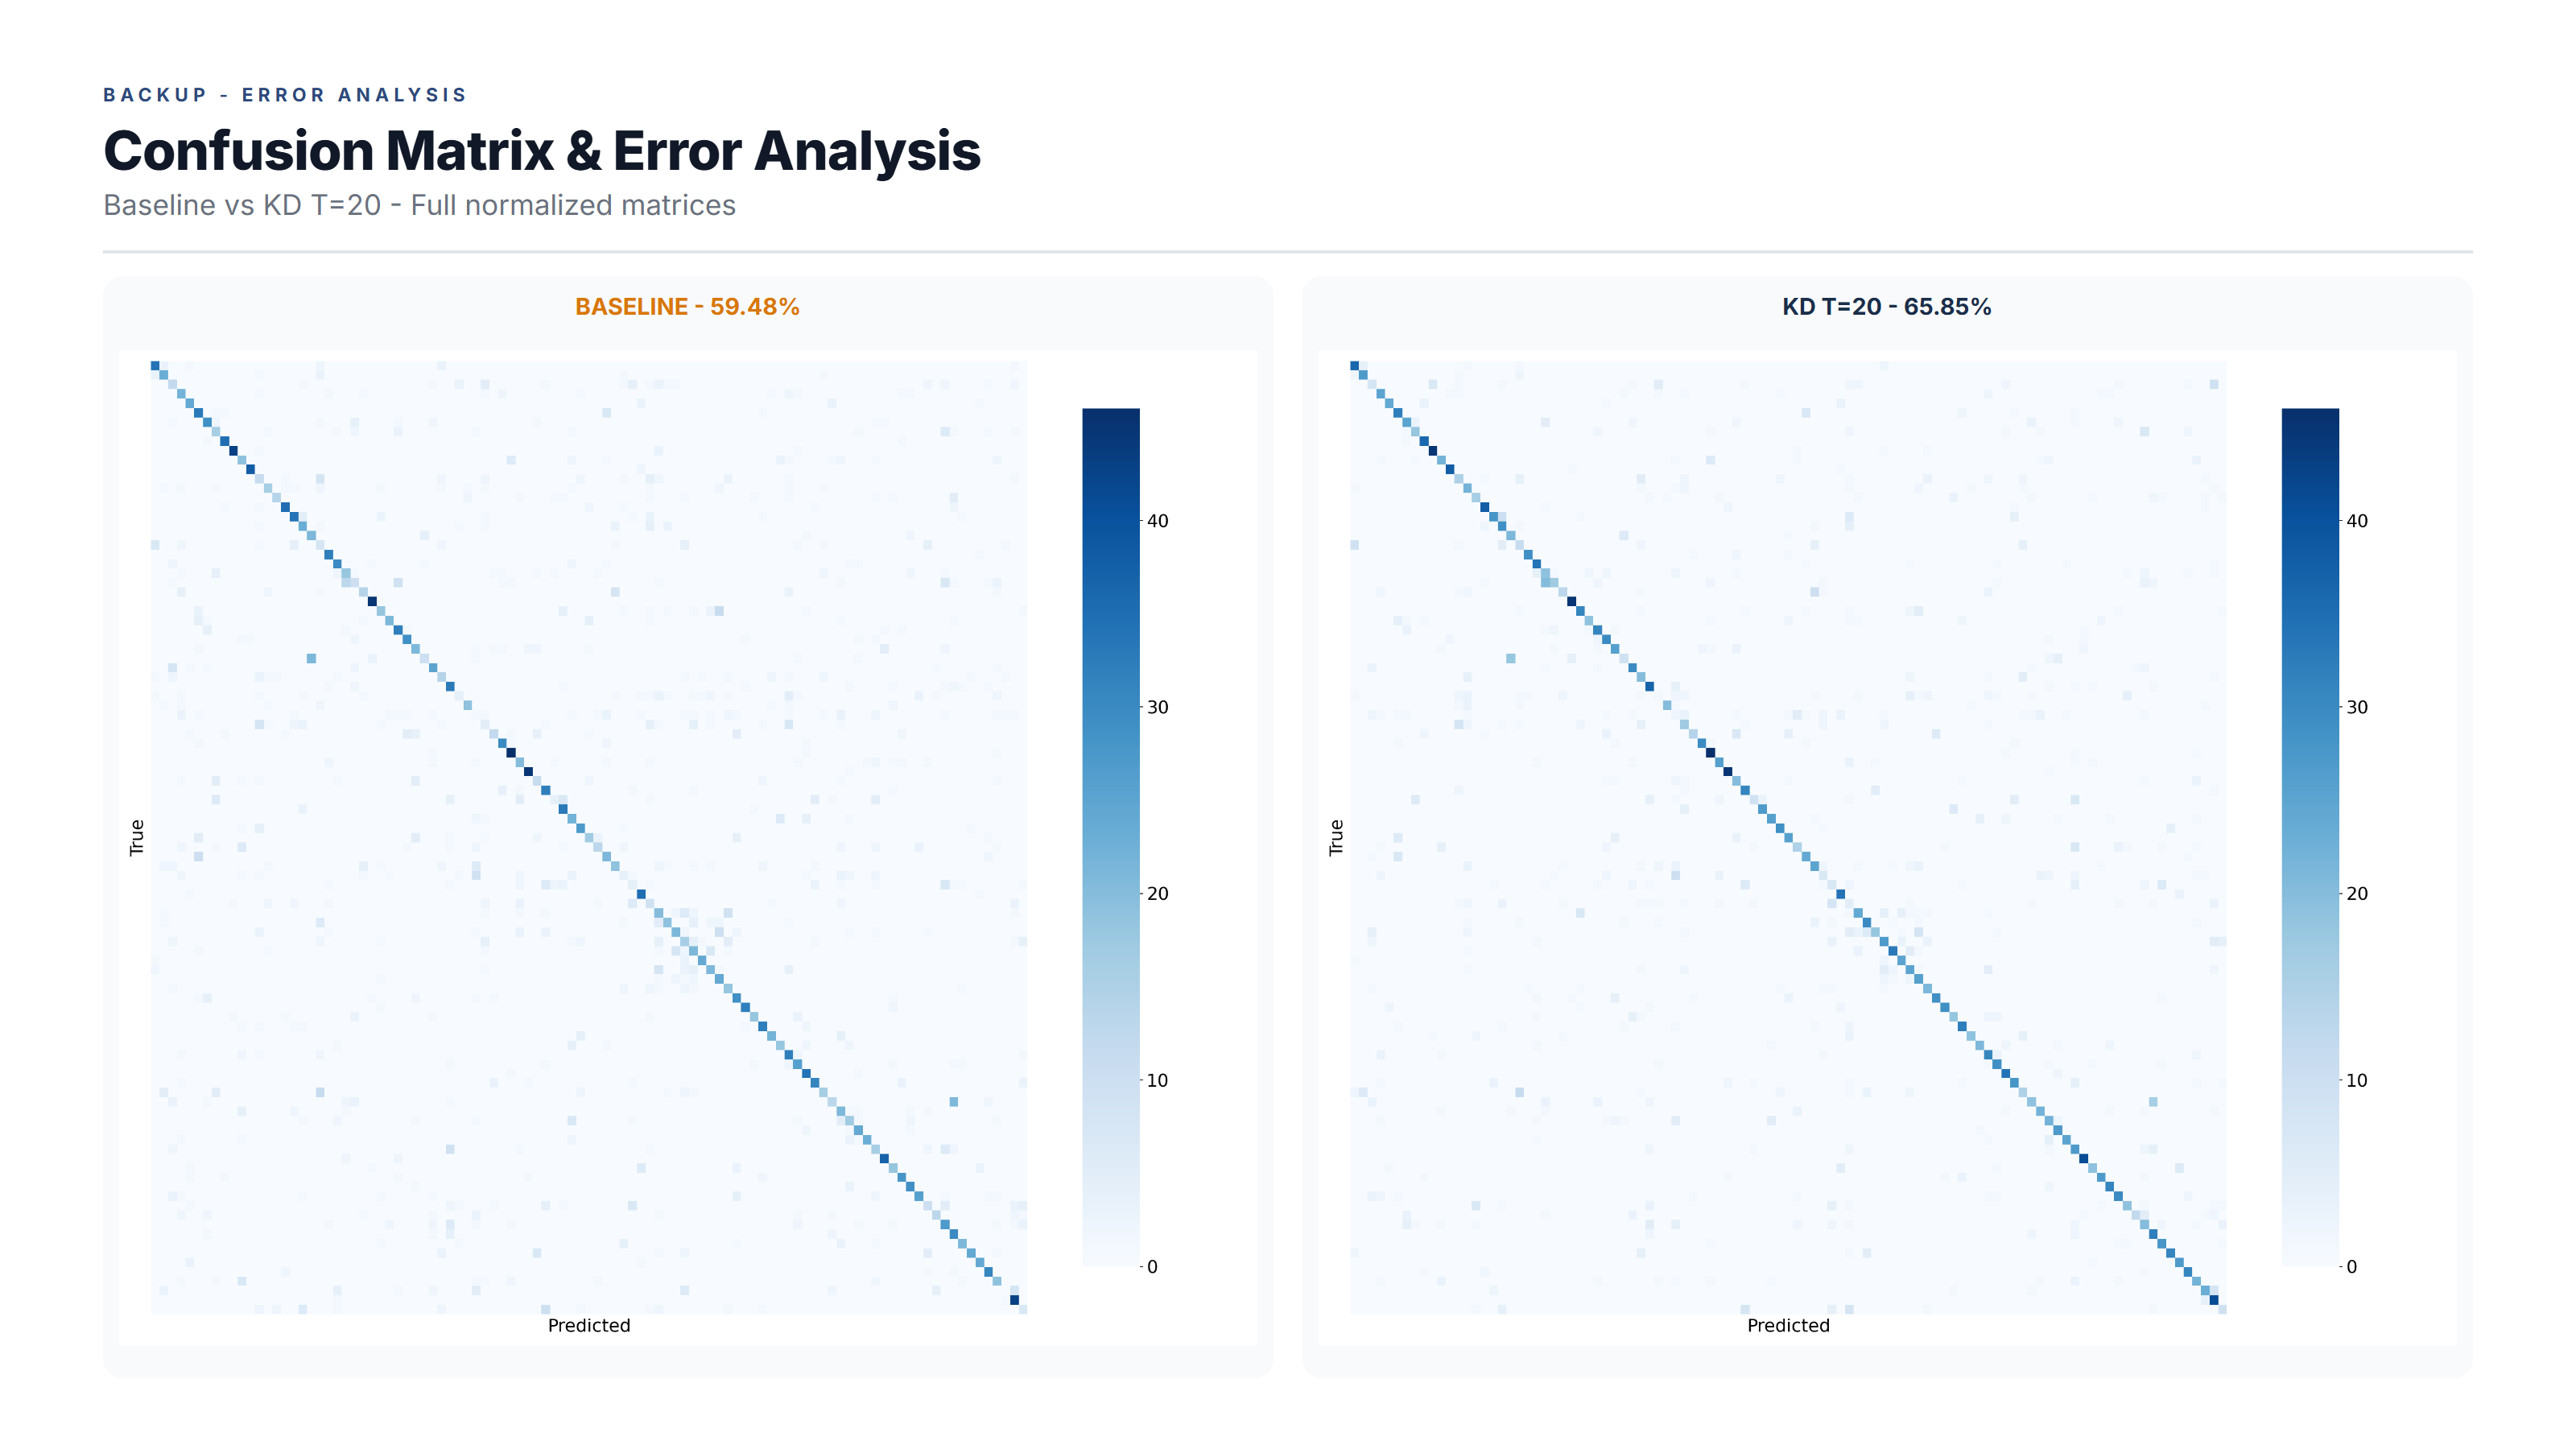 BACKUP - ERROR ANALYSIS
Confusion Matrix & Error Analysis
Baseline vs KD T=20 - Full normalized matrices
BASELINE - 59.48%
True
Predicted
40
30
20
10
0
KD T=20 - 65.85%
True
Predicted
40
30
20
10
0